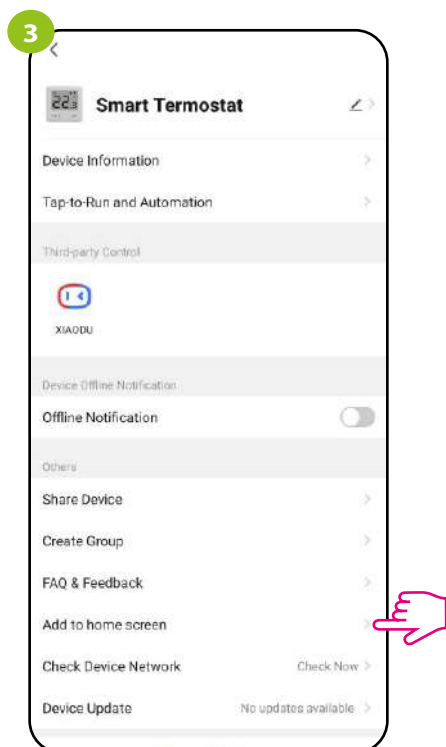 3
22
Smart Termostat
Device Information
Tap-to-Run and Automation
Third-party Control
XIAODU
Device Offline Notification
Offline Notification
Others
Share Device
Create Group
FAQ & Feedback
Add to home screen
Check Device Network Check Now
Device Update No updates available